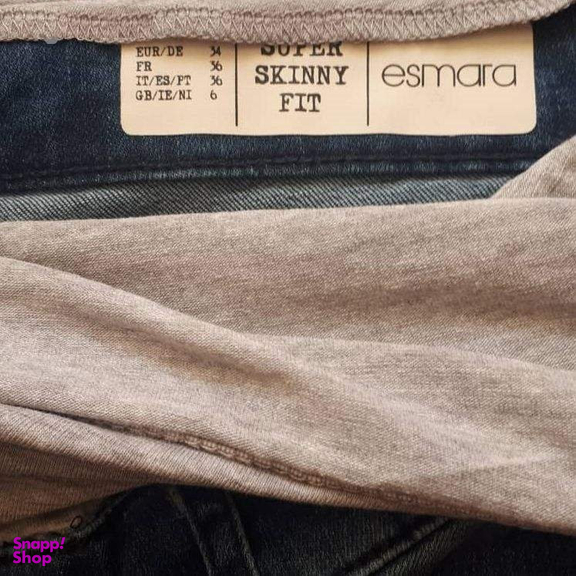 EUR/DE 34
FR 36
IT/ES/PT 36
GB/IE/NI 6
SUPER
SKINNY
FIT
esmara
Snapp!
Shop